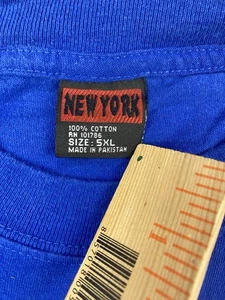 NEW YORK
100% COTTON
RN 101786
SIZE: 5XL
MADE IN PAKISTAN